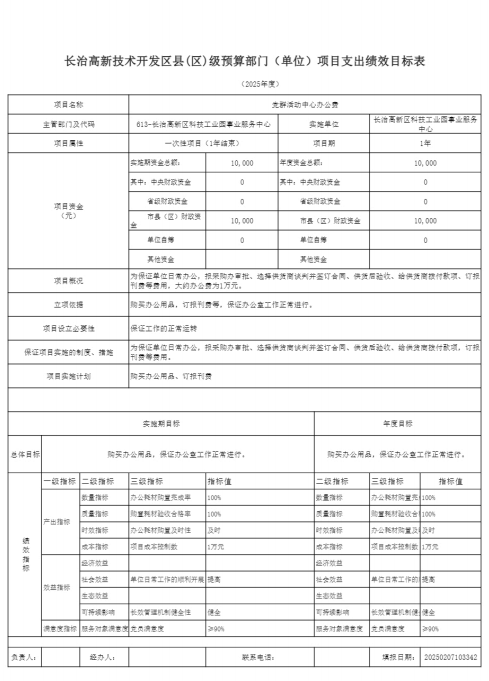 长治高新技术开发区县(区)级预算部门（单位）项目支出绩效目标表
（2025年度）
项目名称 党群活动中心办公费
主管部门及代码 613-长治高新区科技工业园事业服务中心 实施单位 长治高新区科技工业园事业服务中心
项目属性 一次性项目（1年结束） 项目期 1年
项目资金（元） 实施期资金总额： 10,000 年度资金总额： 10,000
其中：中央财政资金 0 其中：中央财政资金 0
省级财政资金 0 省级财政资金 0
市县（区）财政资金 10,000 市县（区）财政资金 10,000
单位自筹 0 单位自筹 0
其他资金 其他资金
项目概况 为保证单位日常办公，报采购办审批、选择供货商谈判并签订合同、供货后验收、给供货商拨付款项、订报刊费等费用，大约办公费为1万元。
立项依据 购买办公用品，订报刊费等，保证办公室工作正常进行。
项目设立必要性 保证工作的正常运转
保证项目实施的制度、措施 为保证单位日常办公，报采购办审批、选择供货商谈判并签订合同、供货后验收、给供货商拨付款项，订报刊费等费用。
项目实施计划 购买办公用品、订报刊费
实施期目标 年度目标
总体目标 购买办公用品，保证办公室工作正常进行。 购买办公用品，保证办公室工作正常进行。
绩效指标 一级指标 二级指标 三级指标 指标值 二级指标 三级指标 指标值
产出指标 数量指标 办公耗材购置完成率 100% 数量指标 办公耗材购置完 100%
质量指标 购置耗材验收合格率 100% 质量指标 购置耗材验收合 100%
时效指标 办公耗材购置及时性 及时 时效指标 办公耗材购置及 及时
成本指标 项目成本控制数 1万元 成本指标 项目成本控制数 1万元
效益指标 经济效益 经济效益
社会效益 单位日常工作的顺利开展 提高 社会效益 单位日常工作的 提高
生态效益 生态效益
可持续影响 长效管理机制健全性 健全 可持续影响 长效管理机制健 健全
满意度指标 服务对象满意度 党员满意度 ≥90% 服务对象满意度 党员满意度 ≥90%
负责人： 经办人： 联系电话： 填报日期： 20250207103342